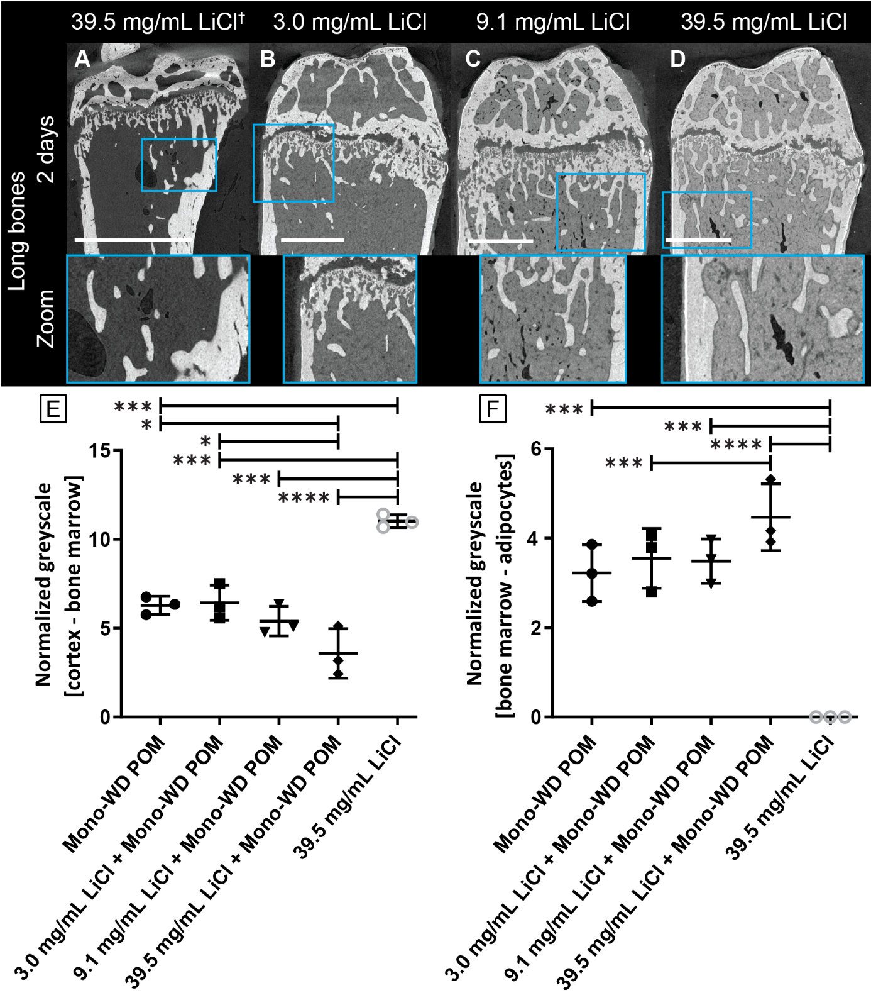 39.5 mg/mL LiCl† 3.0 mg/mL LiCl 9.1 mg/mL LiCl 39.5 mg/mL LiCl
A B C D
Long bones
2 days
Zoom
E
***
*
*
***
***
****
15
10
5
0
Normalized greyscale
[cortex - bone marrow]
Mono-WD POM
3.0 mg/mL LiCl + Mono-WD POM
9.1 mg/mL LiCl + Mono-WD POM
39.5 mg/mL LiCl + Mono-WD POM
39.5 mg/mL LiCl
F
***
***
****
***
6
4
2
0
Normalized greyscale
[bone marrow - adipocytes]
Mono-WD POM
3.0 mg/mL LiCl + Mono-WD POM
9.1 mg/mL LiCl + Mono-WD POM
39.5 mg/mL LiCl + Mono-WD POM
39.5 mg/mL LiCl